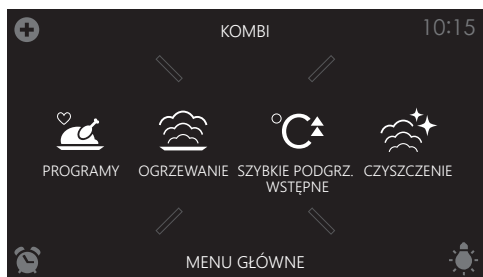 KOMBI
10:15
PROGRAMY
OGRZEWANIE
SZYBKIE PODGRZ.
WSTĘPNE
CZYSZCZENIE
MENU GŁÓWNE